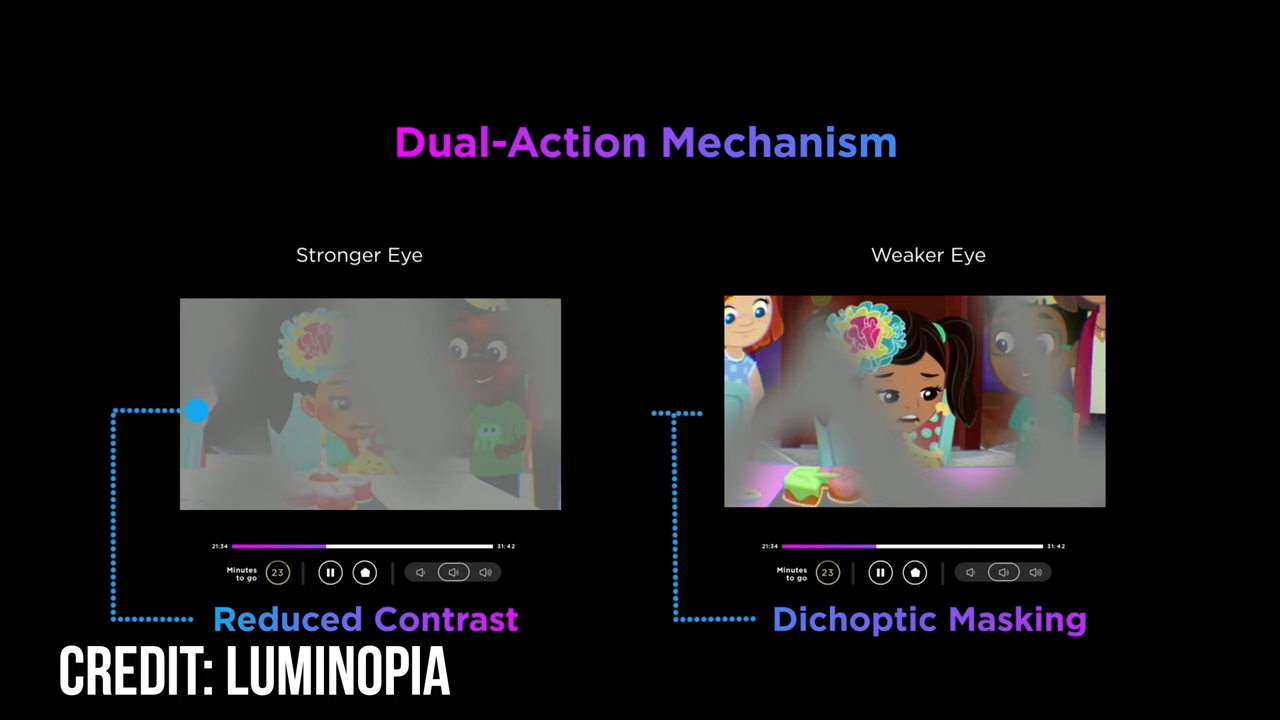 Dual-Action Mechanism
Stronger Eye
Weaker Eye
21:34
31:42
Minutes
to go
23
21:34
31:42
Minutes
to go
23
Reduced Contrast
Dichoptic Masking
CREDIT: LUMINOPIA